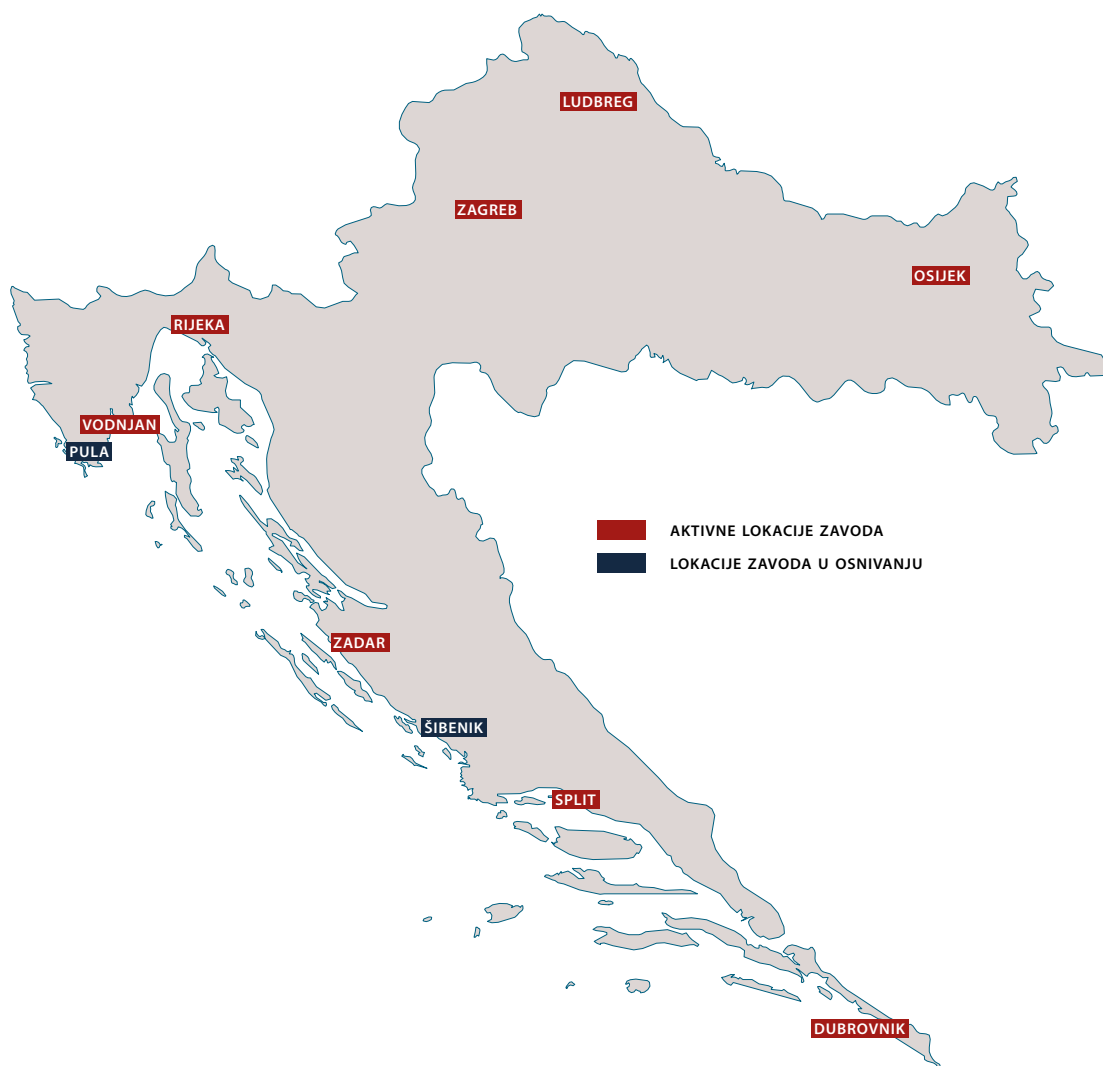 LUDBREG
ZAGREB
OSIJEK
RIJEKA
VODNJAN
PULA
AKTIVNE LOKACIJE ZAVODA
LOKACIJE ZAVODA U OSNIVANJU
ZADAR
ŠIBENIK
SPLIT
DUBROVNIK